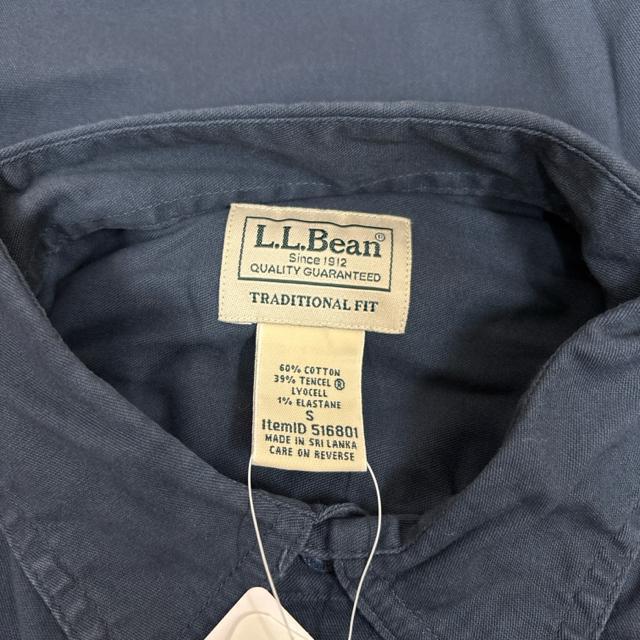 L.L.Bean®
Since 1912
QUALITY GUARANTEED
TRADITIONAL FIT
60% COTTON
39% TENCEL ®
LYOCELL
1% ELASTANE
S
ItemID 516801
MADE IN SRI LANKA
CARE ON REVERSE